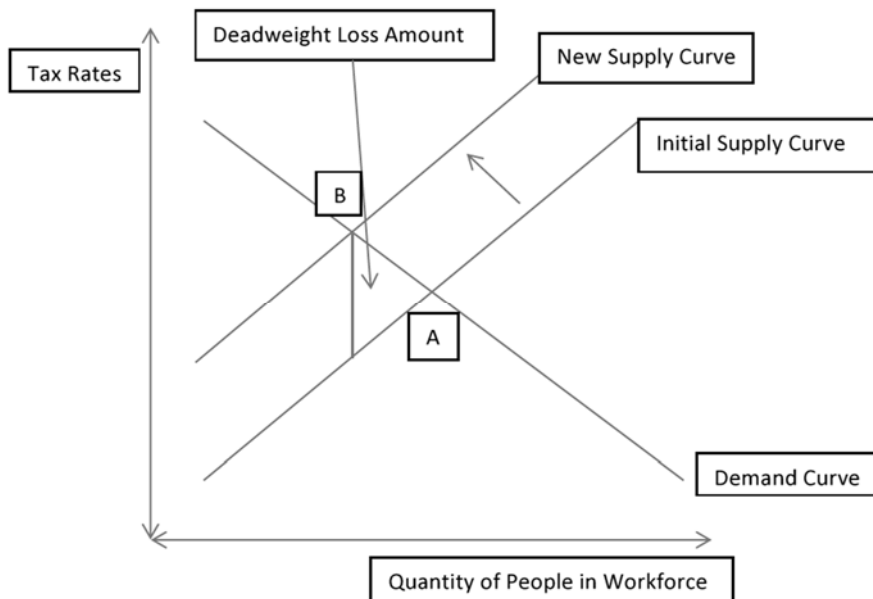 Deadweight Loss Amount
New Supply Curve
Tax Rates
Initial Supply Curve
B
A
Demand Curve
Quantity of People in Workforce